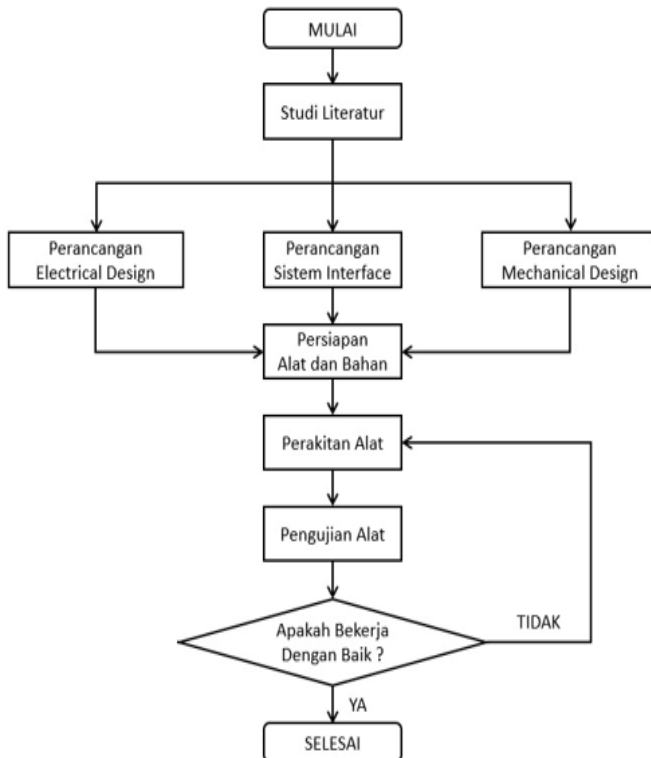 MULAI
Studi Literatur
Perancangan
Electrical Design
Perancangan
Sistem Interface
Perancangan
Mechanical Design
Persiapan
Alat dan Bahan
Perakitan Alat
Pengujian Alat
Apakah Bekerja
Dengan Baik ?
TIDAK
YA
SELESAI